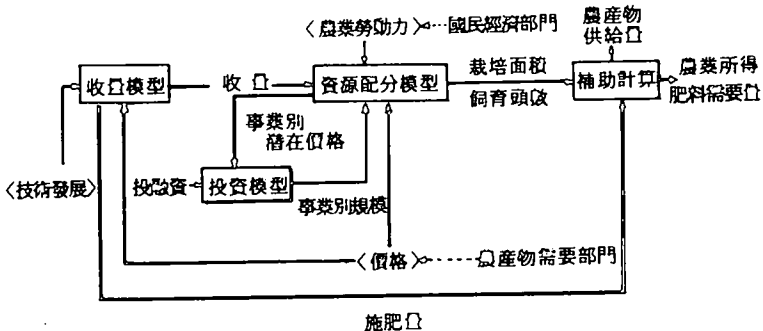 〈農業勞動力〉 國民經濟部門
農産物
供給量
收量模型
收量
資源配分模型
栽培面積
飼育頭數
補助計算
農業所得
肥料需要量
事業別
潛在價格
〈技術發展〉
投融資
投資模型
事業別規模
〈價格〉
農産物需要部門
施肥量